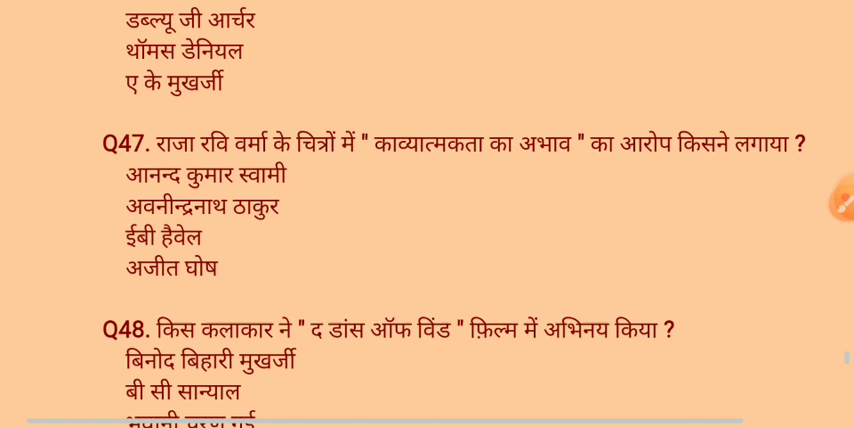 डब्ल्यू जी आर्चर
थॉमस डेनियल
ए के मुखर्जी
Q47. राजा रवि वर्मा के चित्रों में " काव्यात्मकता का अभाव " का आरोप किसने लगाया ?
आनन्द कुमार स्वामी
अवनीन्द्रनाथ ठाकुर
ईबी हैवेल
अजीत घोष
Q48. किस कलाकार ने " द डांस ऑफ विंड " फ़िल्म में अभिनय किया ?
बिनोद बिहारी मुखर्जी
बी सी सान्याल